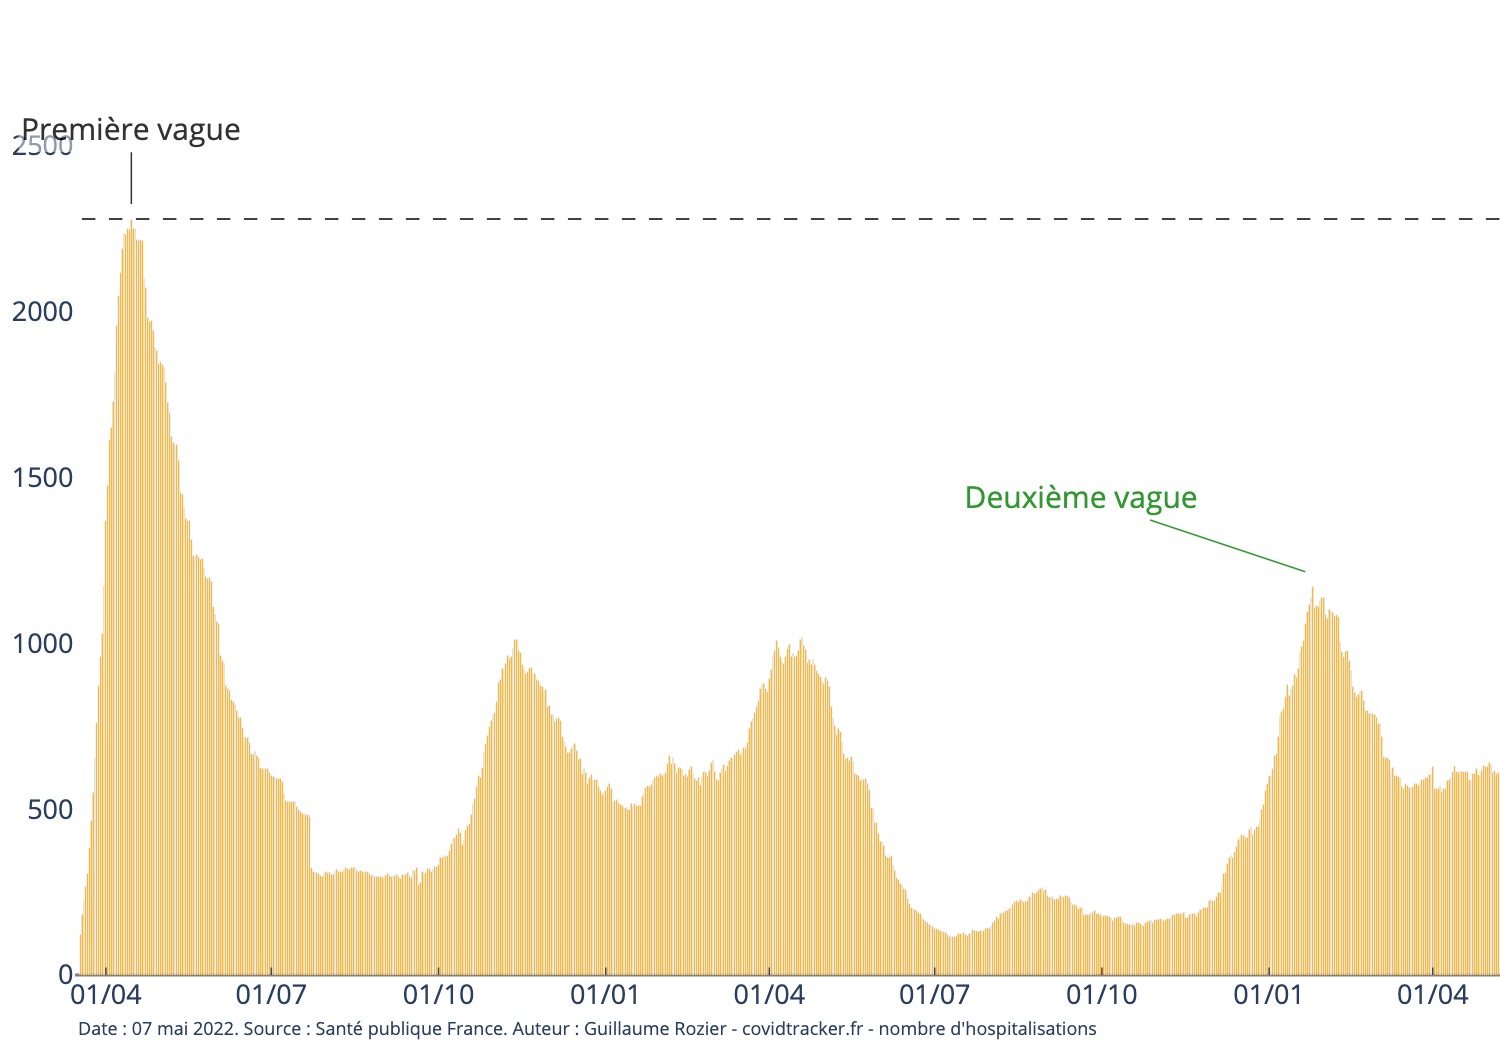 Première vague
2500
2000
1500
Deuxième vague
1000
500
0
01/04 01/07 01/10 01/01 01/04 01/07 01/10 01/01 01/04
Date : 07 mai 2022. Source : Santé publique France. Auteur : Guillaume Rozier - covidtracker.fr - nombre d'hospitalisations